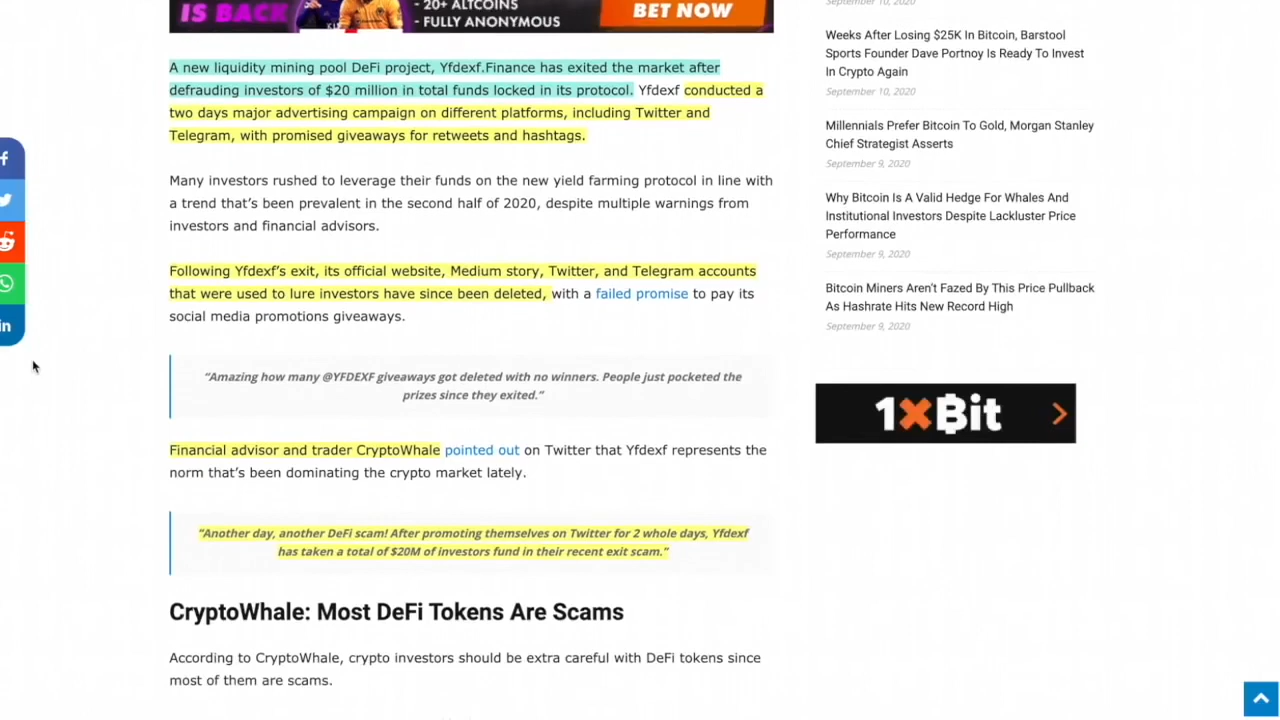 IS BACK
- 20+ ALTCOINS
- FULLY ANONYMOUS
BET NOW
A new liquidity mining pool DeFi project, Yfdexf.Finance has exited the market after
defrauding investors of $20 million in total funds locked in its protocol. Yfdexf conducted a
two days major advertising campaign on different platforms, including Twitter and
Telegram, with promised giveaways for retweets and hashtags.
Many investors rushed to leverage their funds on the new yield farming protocol in line with
a trend that's been prevalent in the second half of 2020, despite multiple warnings from
investors and financial advisors.
Following Yfdexf's exit, its official website, Medium story, Twitter, and Telegram accounts
that were used to lure investors have since been deleted, with a failed promise to pay its
social media promotions giveaways.
“Amazing how many @YFDEXF giveaways got deleted with no winners. People just pocketed the
prizes since they exited.”
Financial advisor and trader CryptoWhale pointed out on Twitter that Yfdexf represents the
norm that's been dominating the crypto market lately.
“Another day, another DeFi scam! After promoting themselves on Twitter for 2 whole days, Yfdexf
has taken a total of $20M of investors fund in their recent exit scam.”
CryptoWhale: Most DeFi Tokens Are Scams
According to CryptoWhale, crypto investors should be extra careful with DeFi tokens since
most of them are scams.
September 10, 2020
Weeks After Losing $25K In Bitcoin, Barstool
Sports Founder Dave Portnoy Is Ready To Invest
In Crypto Again
September 10, 2020
Millennials Prefer Bitcoin To Gold, Morgan Stanley
Chief Strategist Asserts
September 9, 2020
Why Bitcoin Is A Valid Hedge For Whales And
Institutional Investors Despite Lackluster Price
Performance
September 9, 2020
Bitcoin Miners Aren't Fazed By This Price Pullback
As Hashrate Hits New Record High
September 9, 2020
1XBit